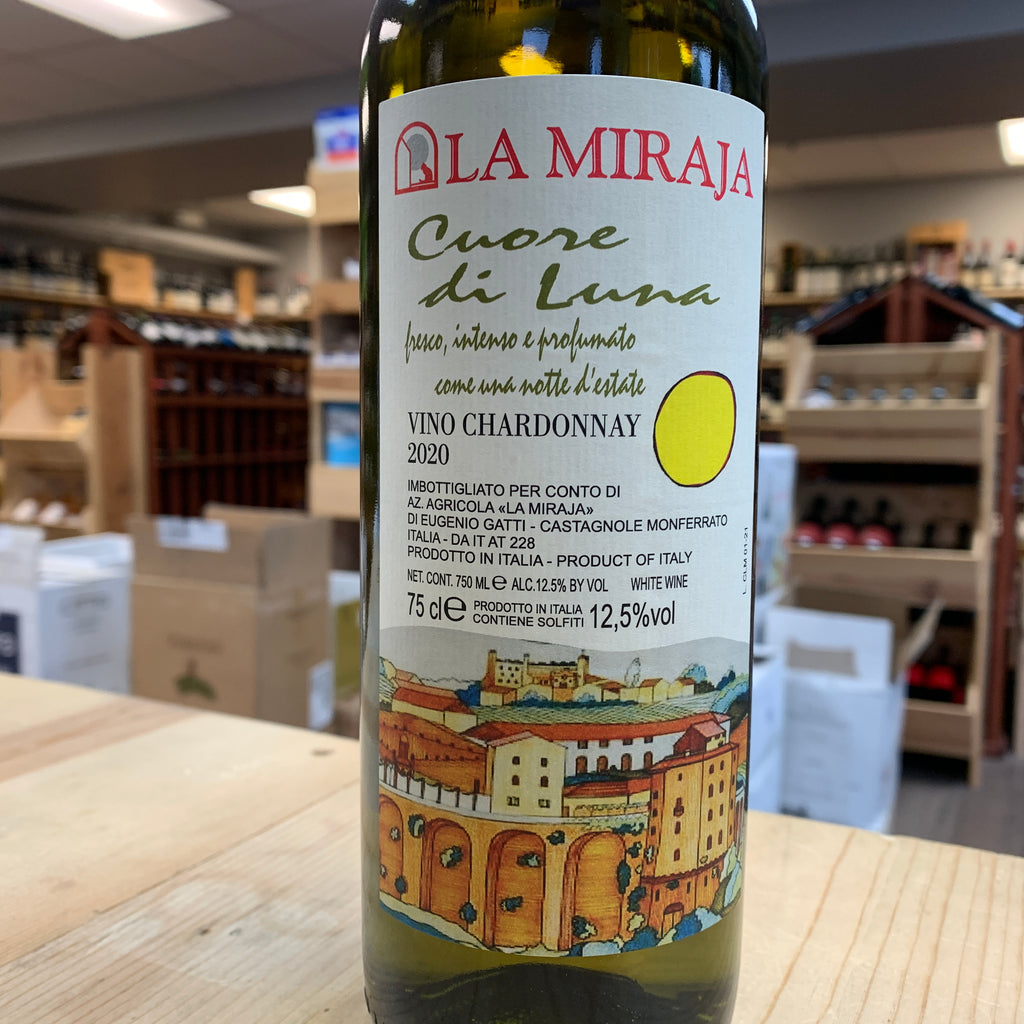 LA MIRAJA
Cuore
di Luna
fresco, intenso e profumato
come una notte d'estate
VINO CHARDONNAY
2020
IMBOTTIGLIATO PER CONTO DI
AZ. AGRICOLA «LA MIRAJA»
DI EUGENIO GATTI - CASTAGNOLE MONFERRATO
ITALIA - DA IT AT 228
PRODOTTO IN ITALIA - PRODUCT OF ITALY
NET. CONT. 750 ML e ALC.12.5% BY VOL WHITE WINE
75 cl e PRODOTTO IN ITALIA 12,5%vol
CONTIENE SOLFITI
L. CLM 01-21